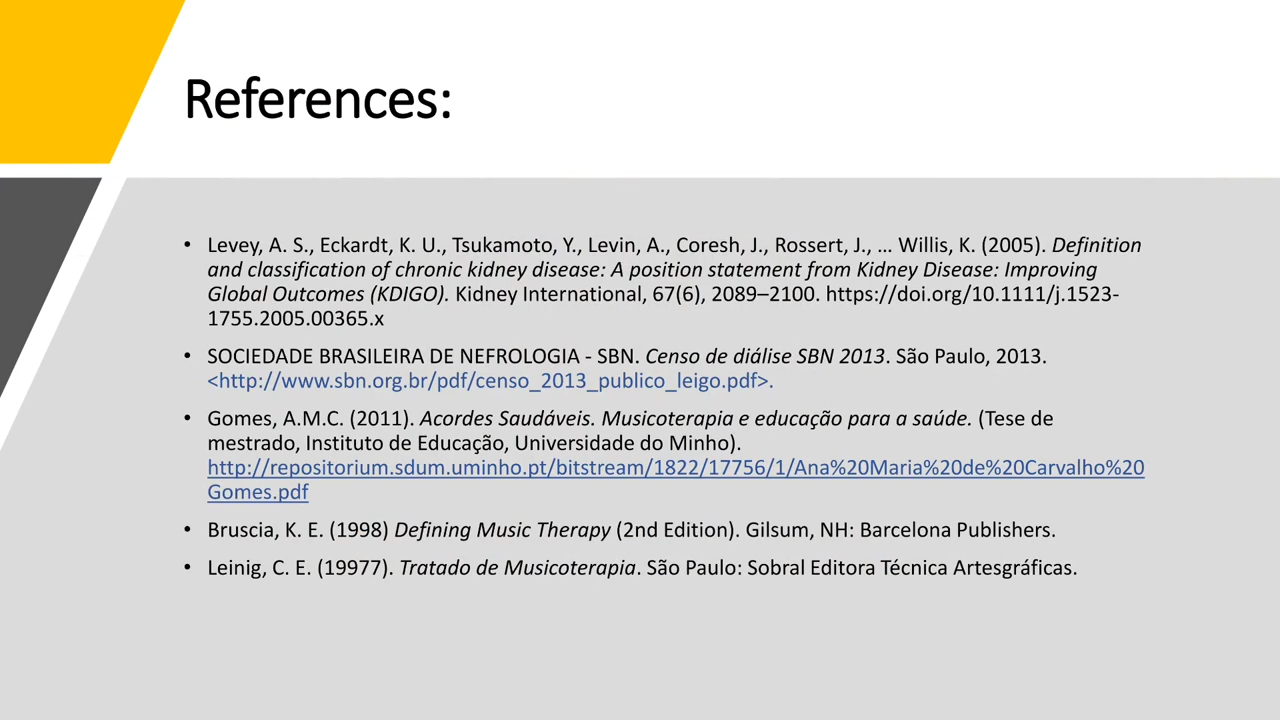 References:
• Levey, A. S., Eckardt, K. U., Tsukamoto, Y., Levin, A., Coresh, J., Rossert, J., … Willis, K. (2005). Definition
and classification of chronic kidney disease: A position statement from Kidney Disease: Improving
Global Outcomes (KDIGO). Kidney International, 67(6), 2089–2100. https://doi.org/10.1111/j.1523-
1755.2005.00365.x
• SOCIEDADE BRASILEIRA DE NEFROLOGIA - SBN. Censo de diálise SBN 2013. São Paulo, 2013.
<http://www.sbn.org.br/pdf/censo_2013_publico_leigo.pdf>.
• Gomes, A.M.C. (2011). Acordes Saudáveis. Musicoterapia e educação para a saúde. (Tese de
mestrado, Instituto de Educação, Universidade do Minho).
http://repositorium.sdum.uminho.pt/bitstream/1822/17756/1/Ana%20Maria%20de%20Carvalho%20
Gomes.pdf
• Bruscia, K. E. (1998) Defining Music Therapy (2nd Edition). Gilsum, NH: Barcelona Publishers.
• Leinig, C. E. (19977). Tratado de Musicoterapia. São Paulo: Sobral Editora Técnica Artesgráficas.